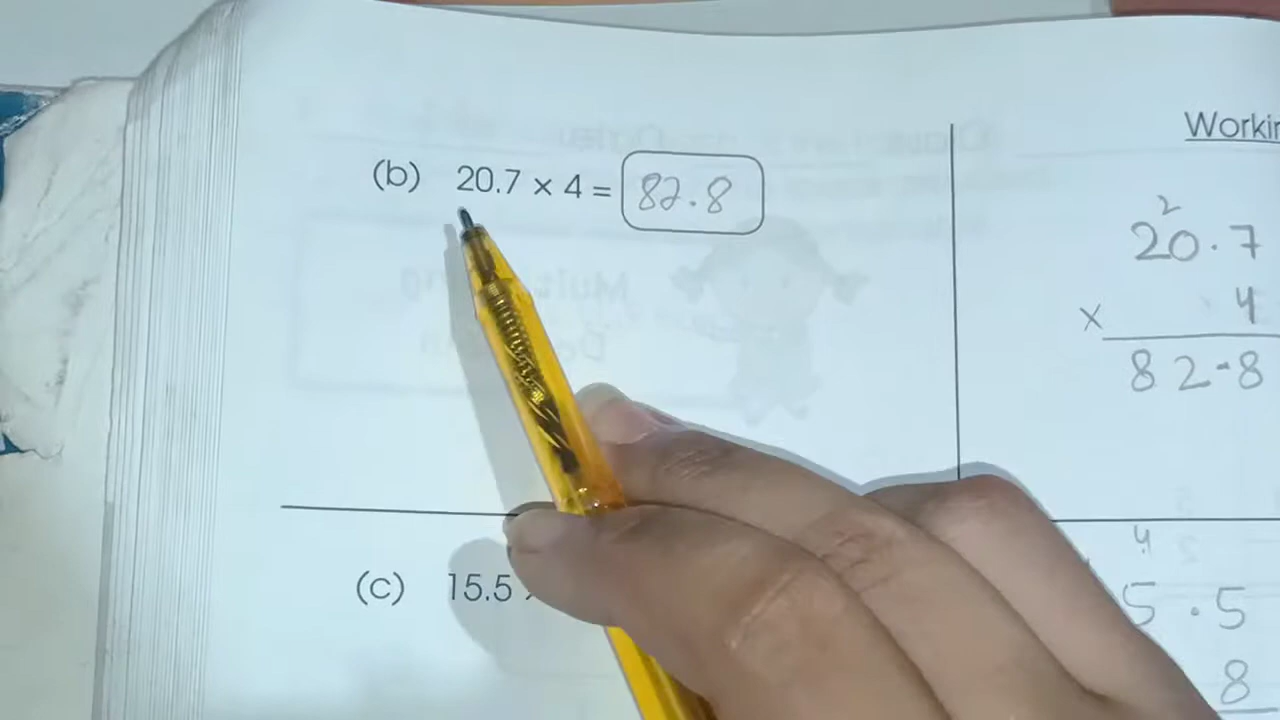 (b) 20.7 × 4 = 82.8
Workin
2
20.7
× 4
82.8
(c) 15.5
4
5.5
8